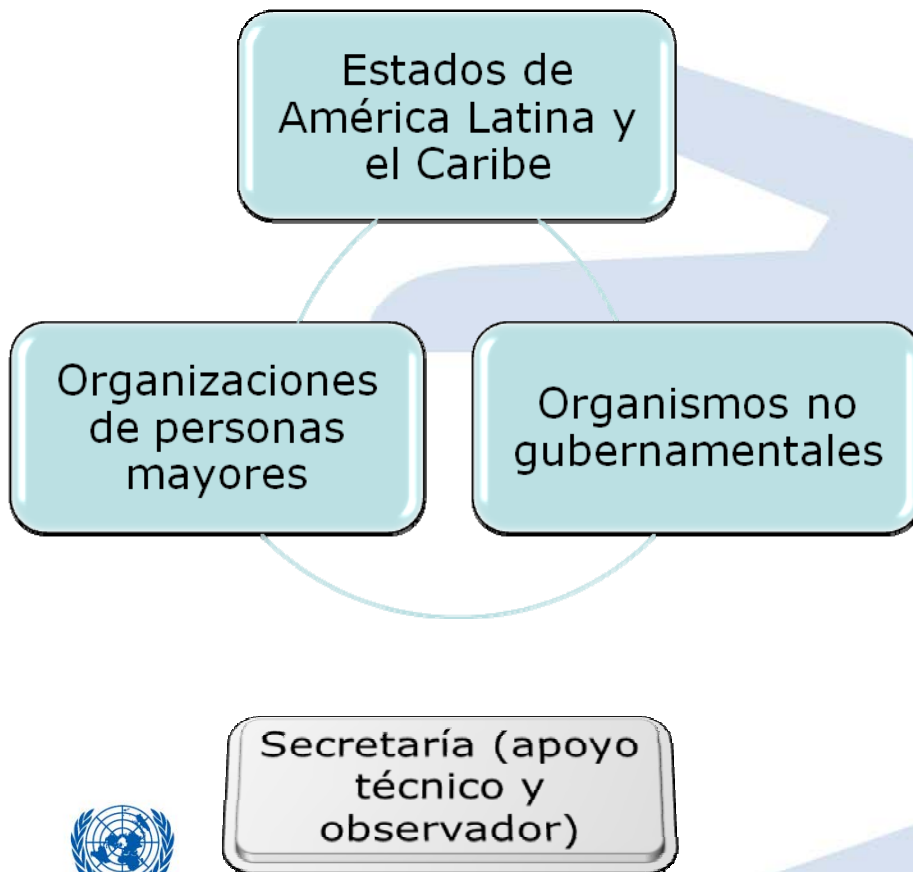 Estados de
América Latina y
el Caribe
Organizaciones
de personas
mayores
Organismos no
gubernamentales
Secretaría (apoyo
técnico y
observador)